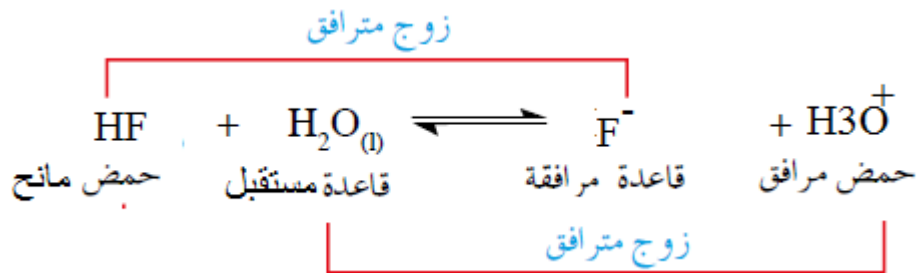 زوج مترافق
HF + H₂O(l) ⇌ F⁻ + H3O⁺
حمض مانح قاعدة مستقبل قاعدة مرافقة حمض مرافق
زوج مترافق